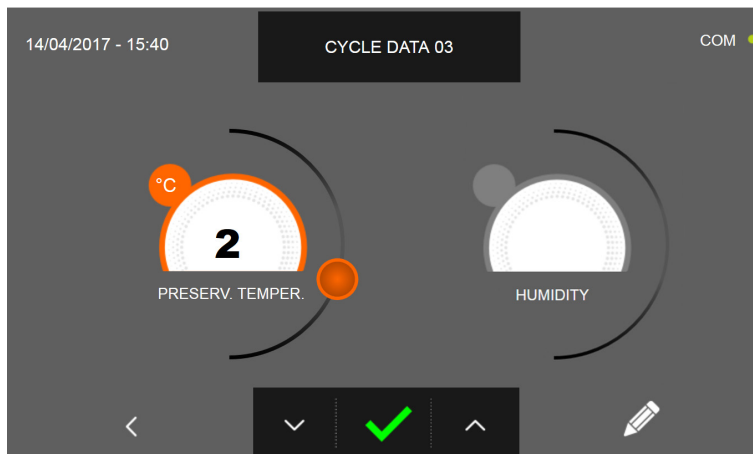 14/04/2017 - 15:40
CYCLE DATA 03
COM
°C
2
PRESERV. TEMPER.
HUMIDITY